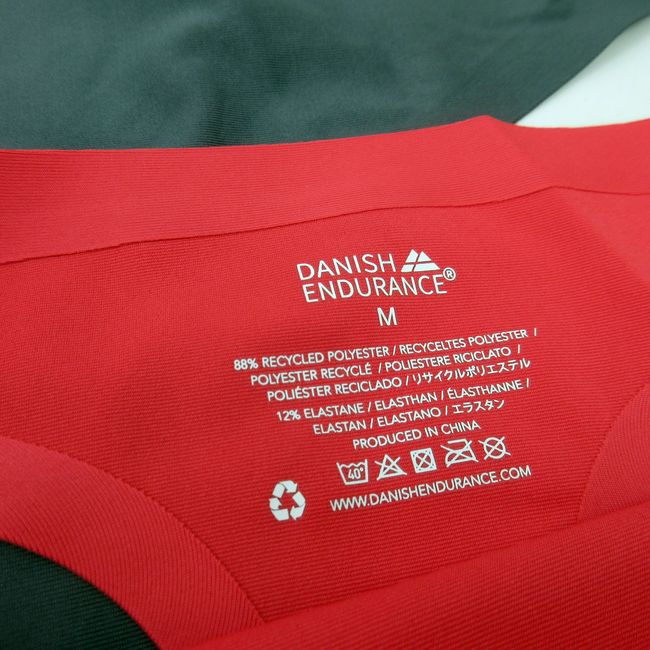 DANISH
ENDURANCE®
M
88% RECYCLED POLYESTER / RECYCELTES POLYESTER /
POLYESTER RECYCLÉ / POLIESTERE RICICLATO /
POLIÉSTER RECICLADO / リサイクルポリエステル
12% ELASTANE / ELASTHAN / ÉLASTHANNE /
ELASTAN / ELASTANO / エラスタン
PRODUCED IN CHINA
40°
WWW.DANISHENDURANCE.COM